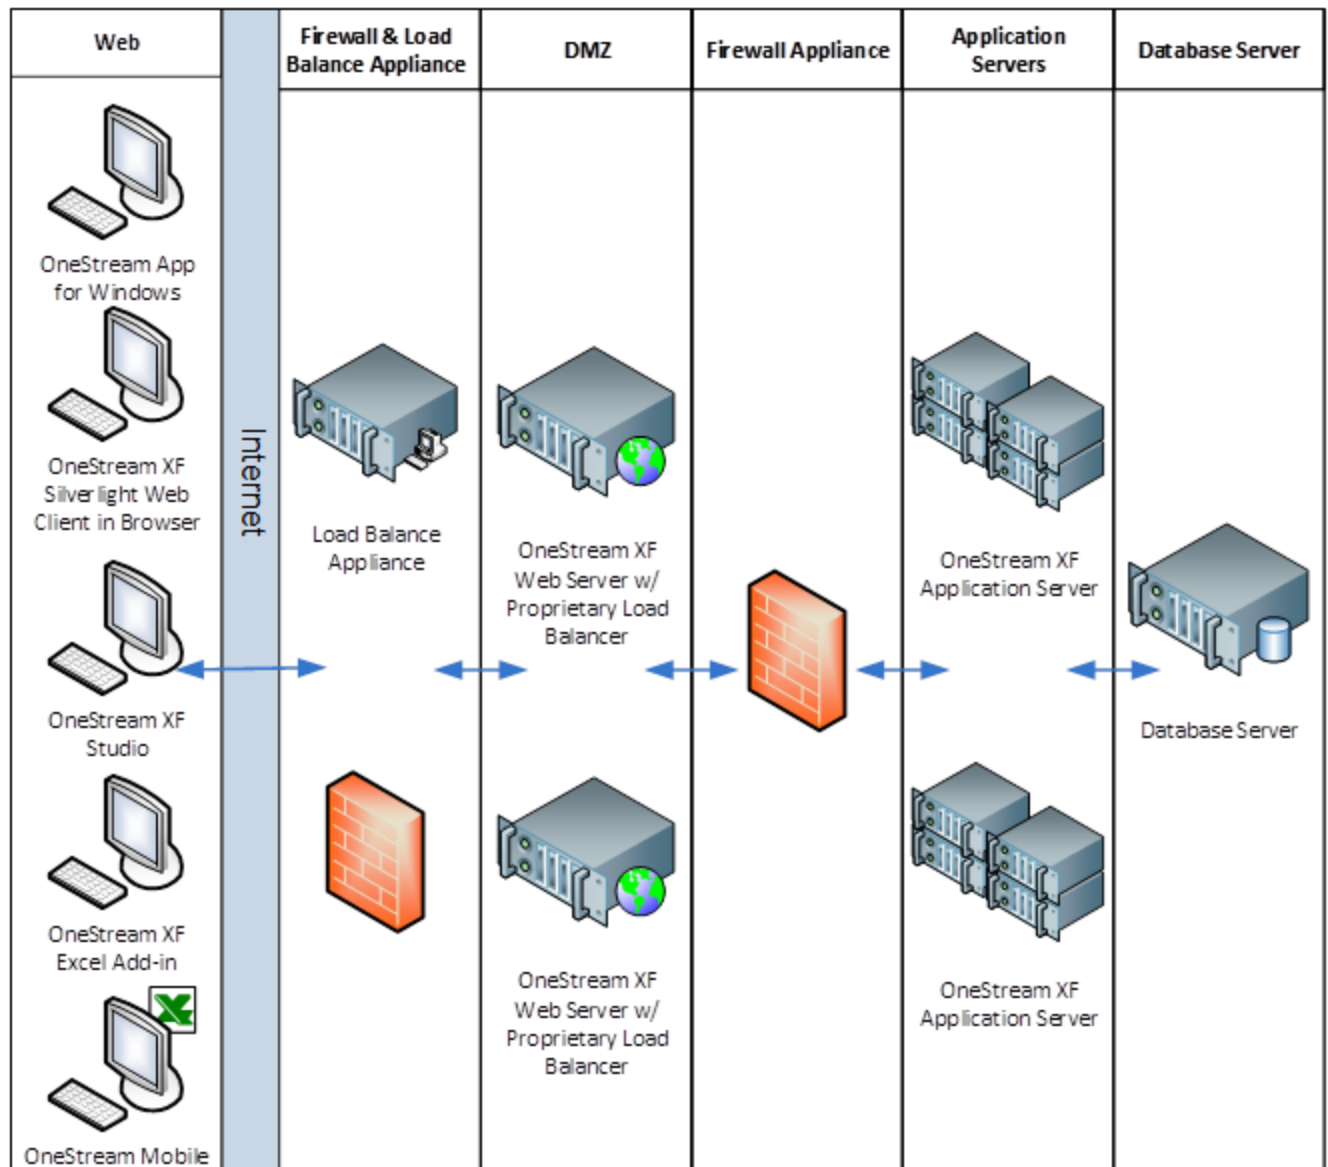 Web
Firewall & Load
Balance Appliance
DMZ
Firewall Appliance
Application
Servers
Database Server
OneStream App
for Windows
OneStream XF
Silverlight Web
Client in Browser
OneStream XF
Studio
OneStream XF
Excel Add-in
OneStream Mobile
Internet
Load Balance
Appliance
OneStream XF
Web Server w/
Proprietary Load
Balancer
OneStream XF
Web Server w/
Proprietary Load
Balancer
OneStream XF
Application Server
OneStream XF
Application Server
Database Server